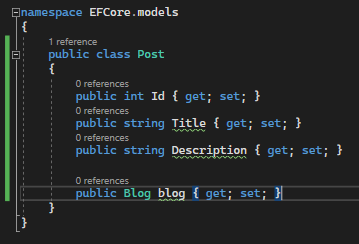 namespace EFCore.models
{
1 reference
public class Post
{
0 references
public int Id { get; set; }
0 references
public string Title { get; set; }
0 references
public string Description { get; set; }
0 references
public Blog blog { get; set; }
}
}